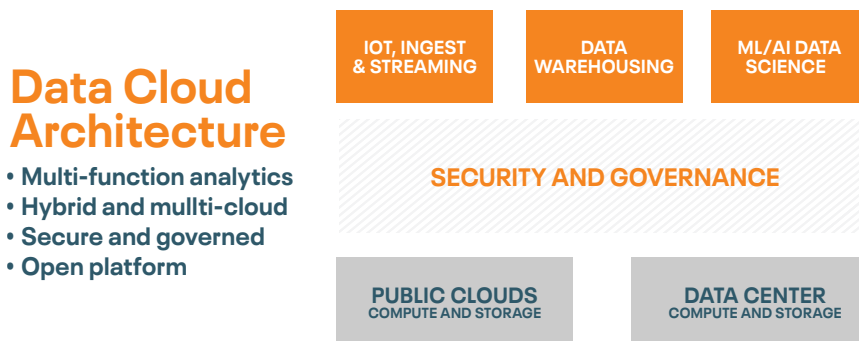 Data Cloud
Architecture
• Multi-function analytics
• Hybrid and mullti-cloud
• Secure and governed
• Open platform
IOT, INGEST
& STREAMING
DATA
WAREHOUSING
ML/AI DATA
SCIENCE
SECURITY AND GOVERNANCE
PUBLIC CLOUDS
COMPUTE AND STORAGE
DATA CENTER
COMPUTE AND STORAGE